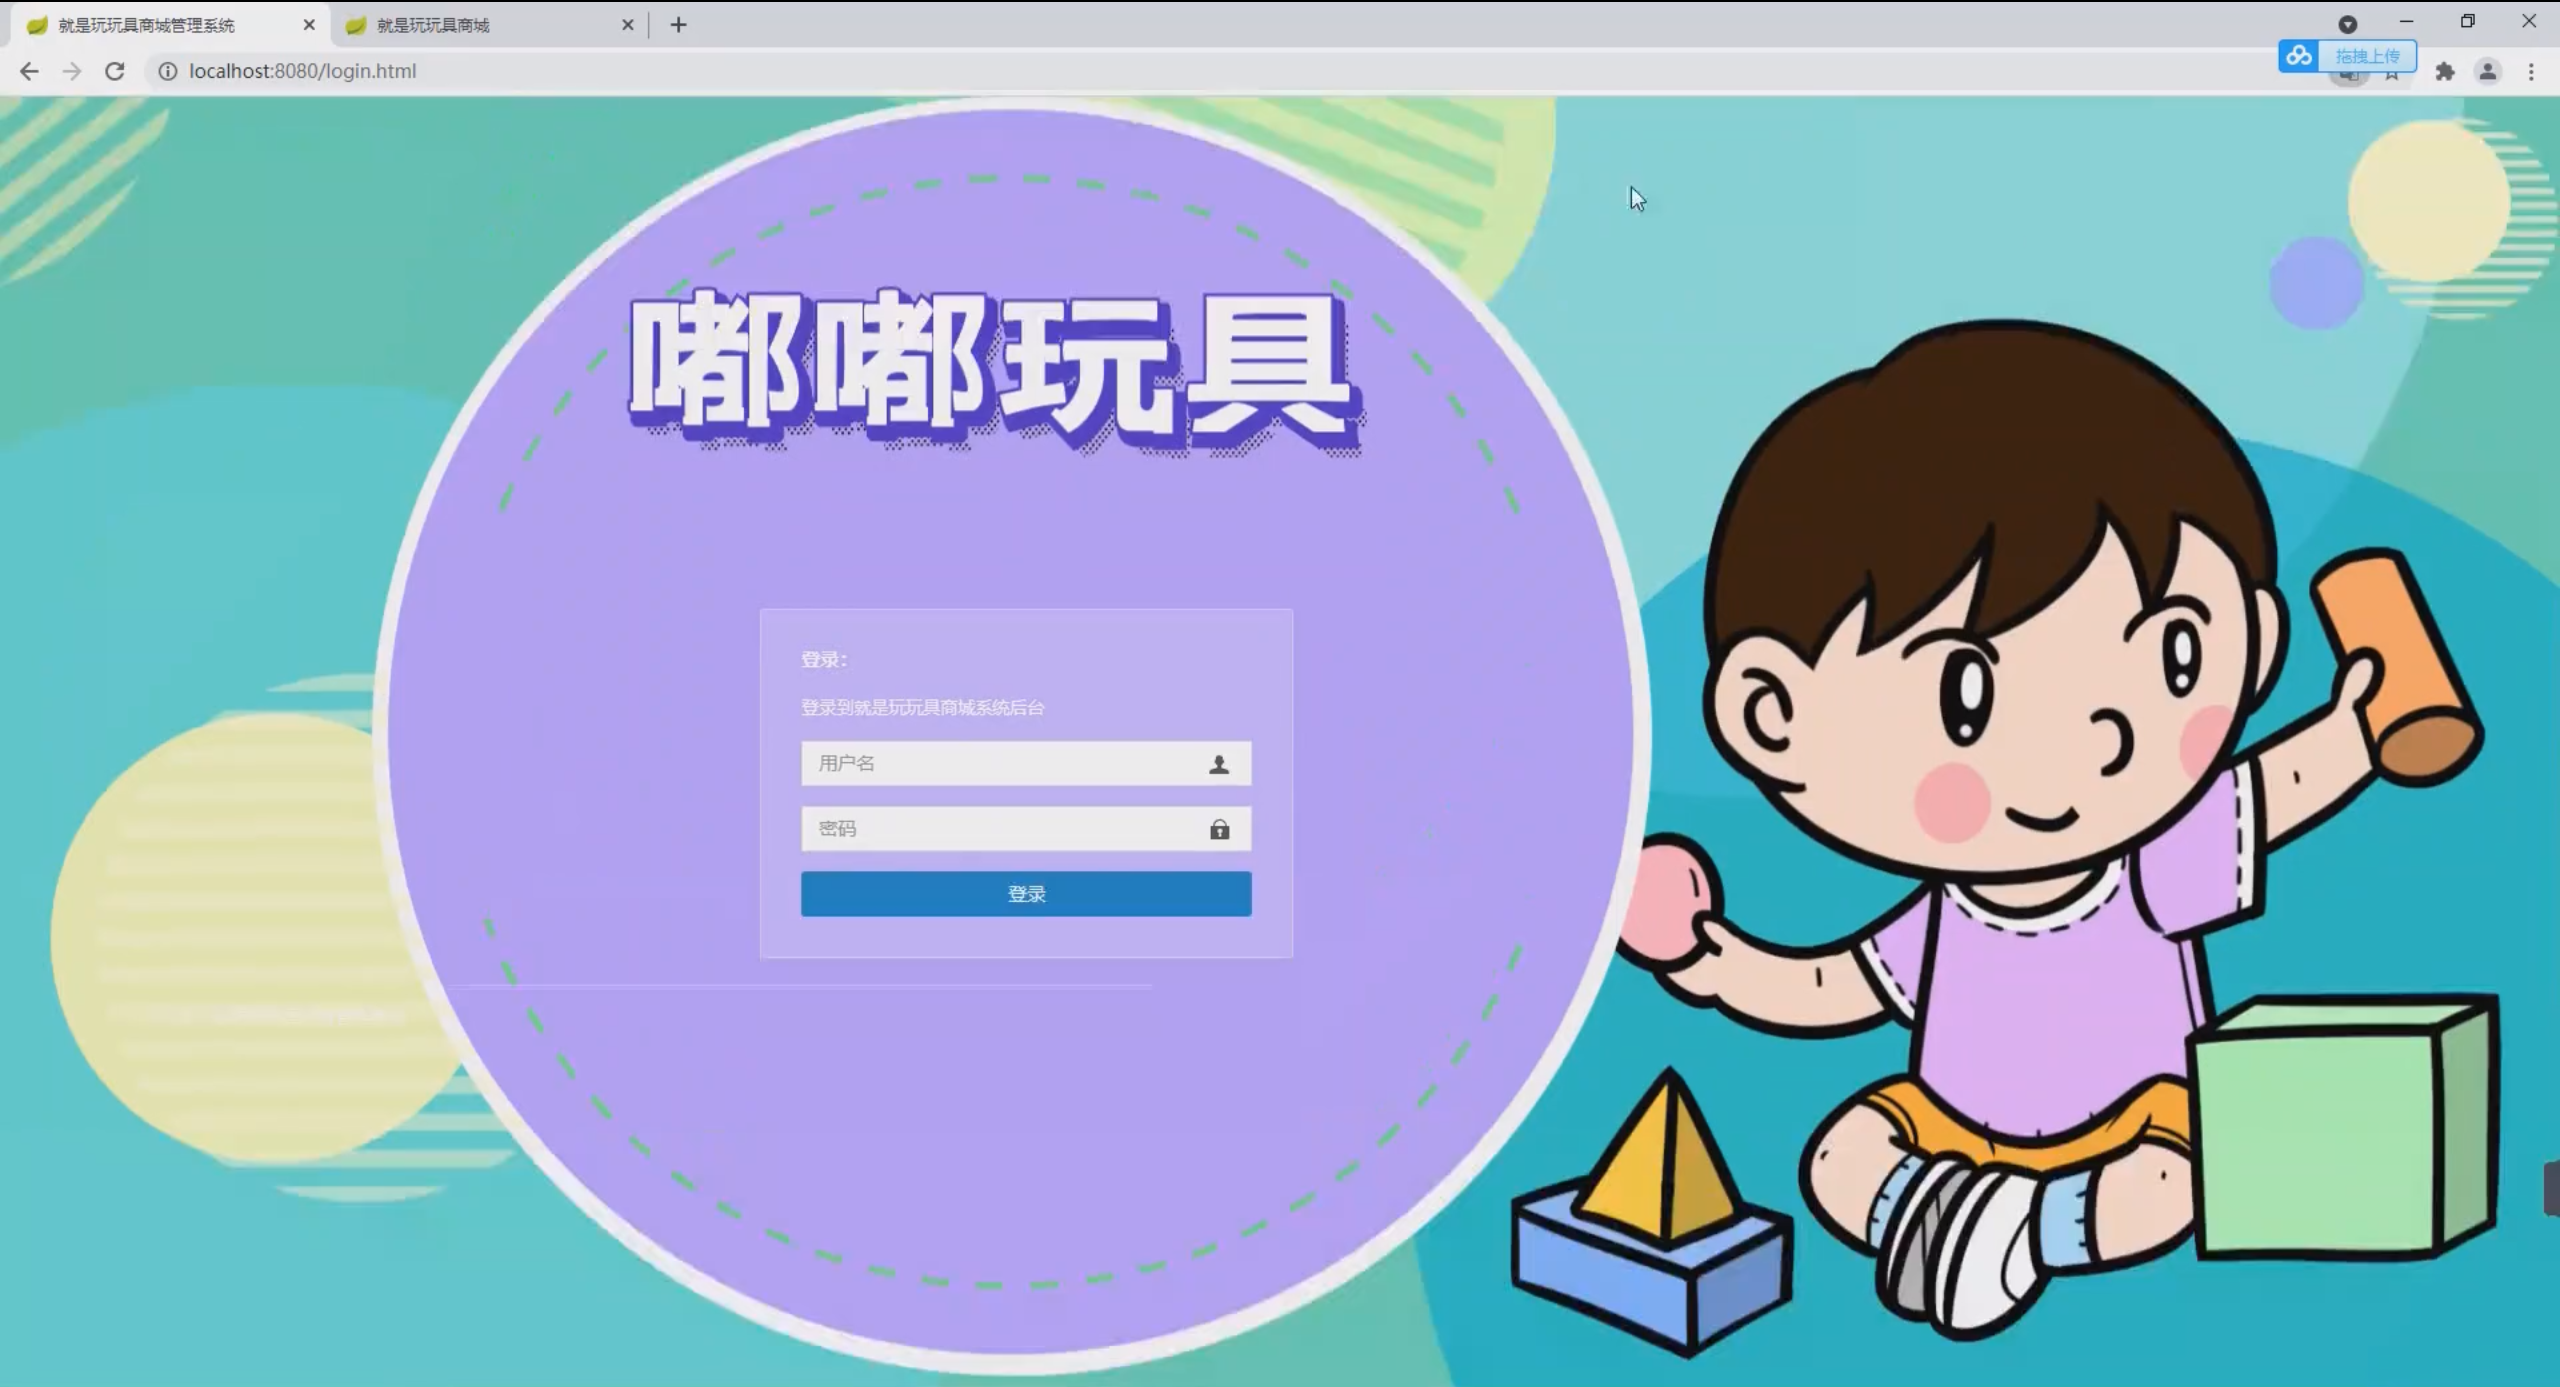 就是玩玩具商城管理系统
就是玩玩具商城
localhost:8080/login.html
拖拽上传
嘟嘟玩具
登录:
登录到就是玩玩具商城系统后台
用户名
密码
登录